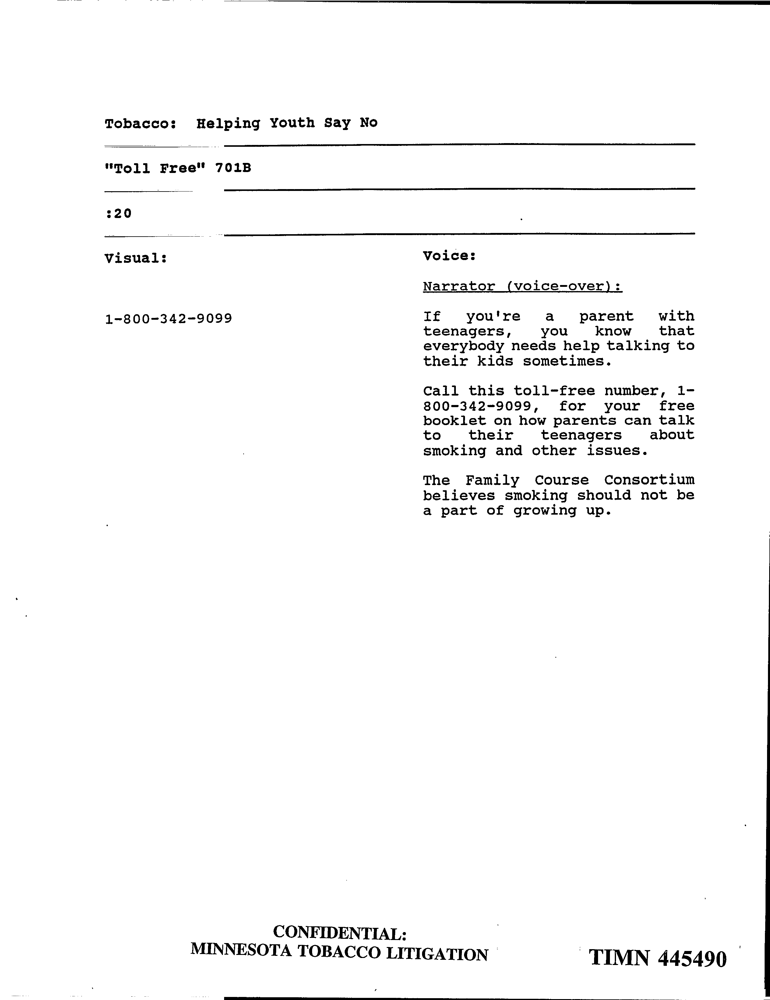 Tobacco: Helping Youth Say No
"Toll Free" 701B
:20
Visual:
1-800-342-9099
Voice:
Narrator (voice-over):
If you're a parent with
teenagers, you know that
everybody needs help talking to
their kids sometimes.
Call this toll-free number, 1-
800-342-9099, for your free
booklet on how parents can talk
to their teenagers about
smoking and other issues.
The Family Course Consortium
believes smoking should not be
a part of growing up.
CONFIDENTIAL:
MINNESOTA TOBACCO LITIGATION
TIMN 445490